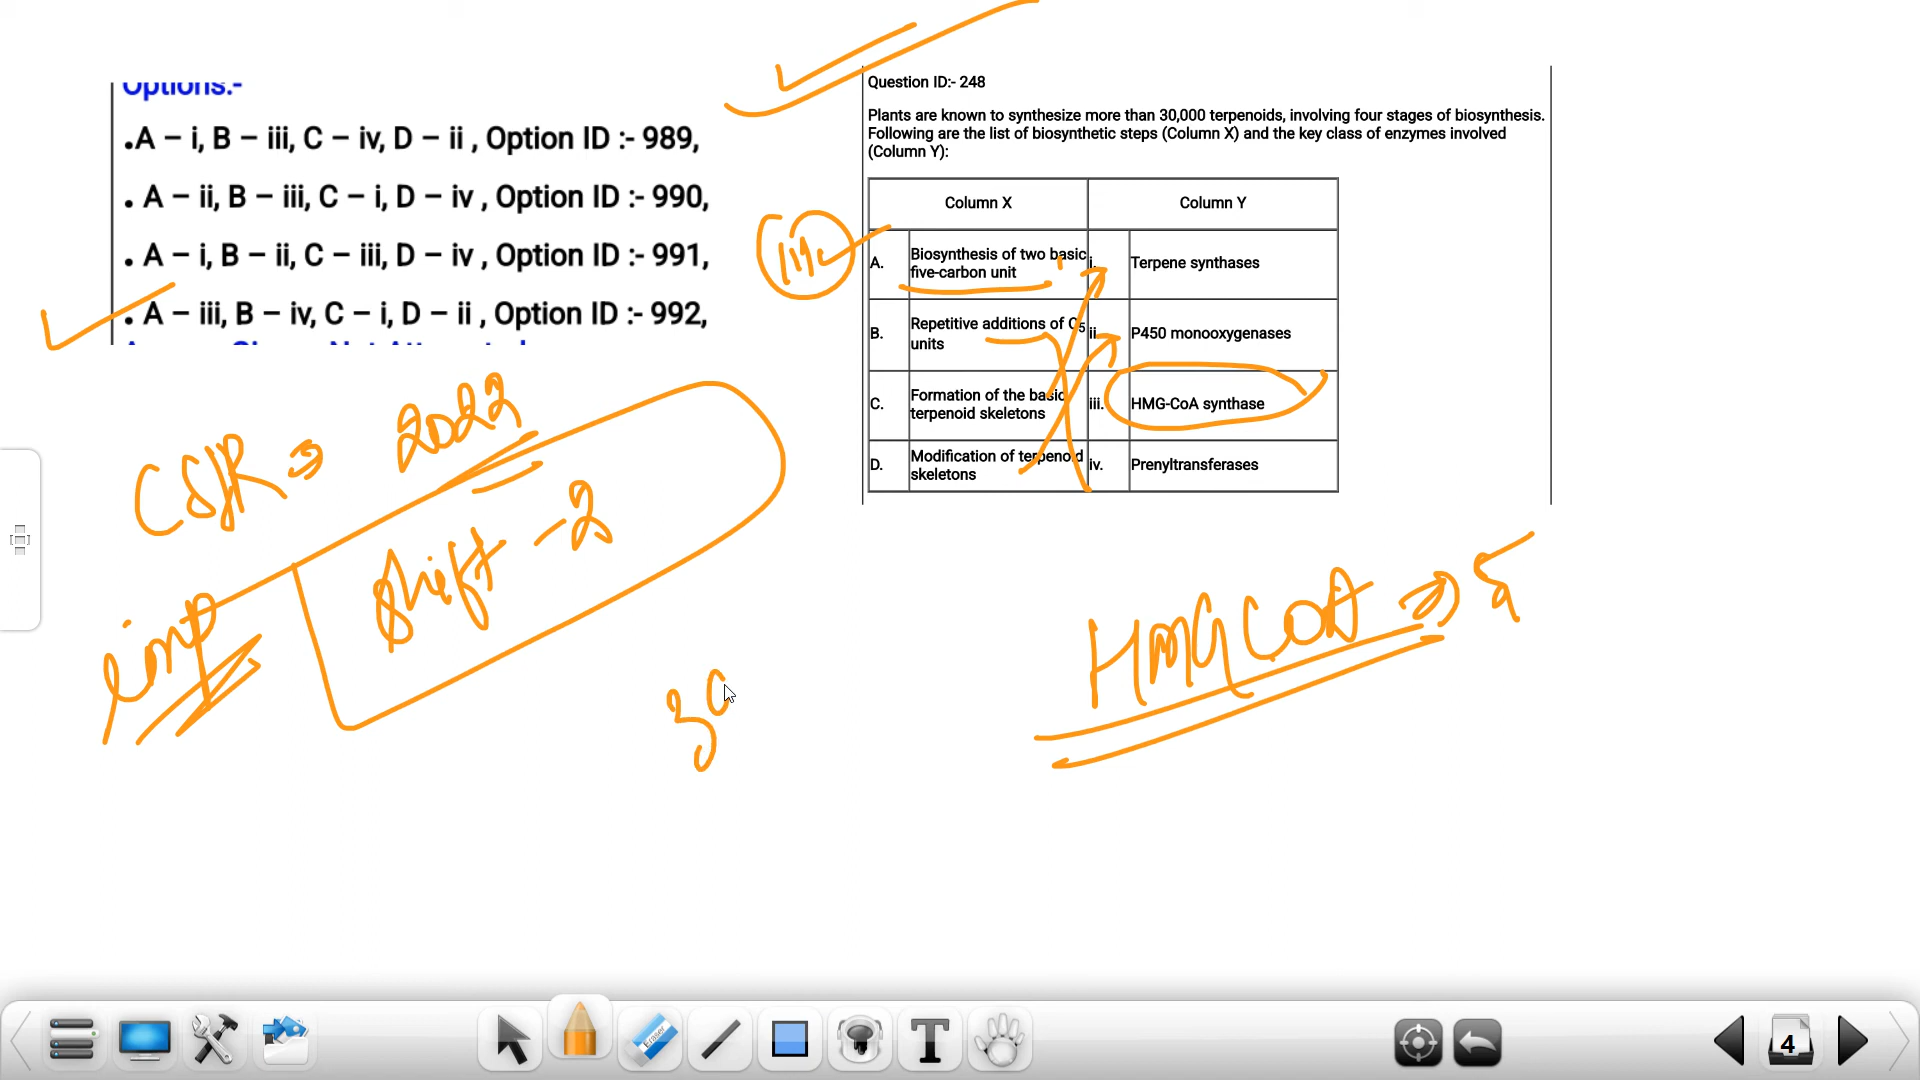 Options:-
.A – i, B – iii, C – iv, D – ii , Option ID :- 989,
. A – ii, B – iii, C – i, D – iv , Option ID :- 990,
. A – i, B – ii, C – iii, D – iv , Option ID :- 991,
. A – iii, B – iv, C – i, D – ii , Option ID :- 992,
Question ID:- 248
Plants are known to synthesize more than 30,000 terpenoids, involving four stages of biosynthesis.
Following are the list of biosynthetic steps (Column X) and the key class of enzymes involved
(Column Y):
Column X Column Y
A. Biosynthesis of two basic five-carbon unit i. Terpene synthases
B. Repetitive additions of C5 units ii. P450 monooxygenases
C. Formation of the basic terpenoid skeletons iii. HMG-CoA synthase
D. Modification of terpenoid skeletons iv. Prenyltransferases
CSIR ⇒ 2022
Shift -2
imp
HMG COA ⇒ 5
30
4